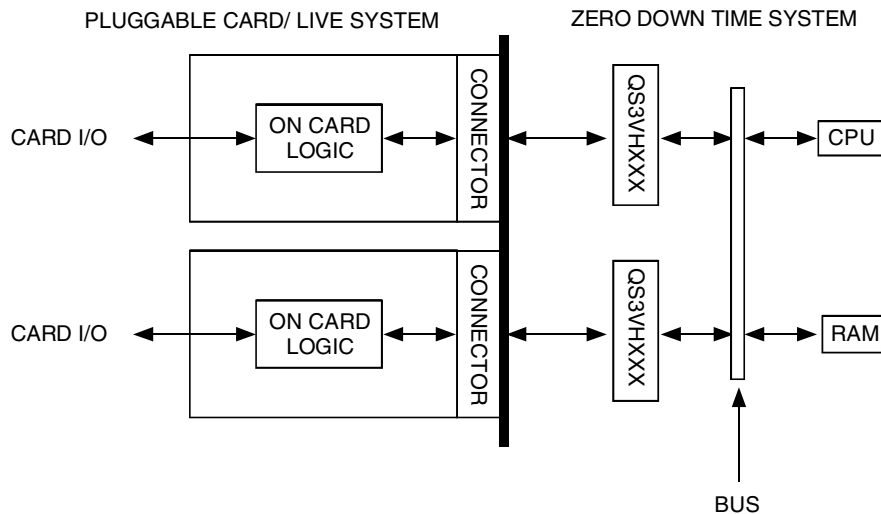 PLUGGABLE CARD/ LIVE SYSTEM
ZERO DOWN TIME SYSTEM
CARD I/O
ON CARD
LOGIC
CONNECTOR
QS3VHXXX
CPU
CARD I/O
ON CARD
LOGIC
CONNECTOR
QS3VHXXX
RAM
BUS